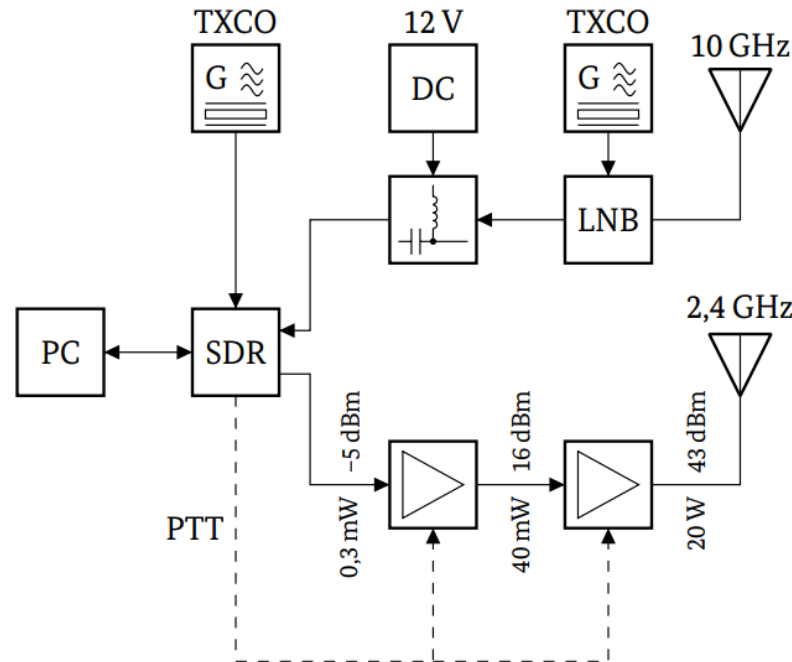 TXCO
12 V
TXCO
10 GHz
G
DC
G
LNB
2,4 GHz
PC
SDR
−5 dBm
16 dBm
43 dBm
PTT
0,3 mW
40 mW
20 W